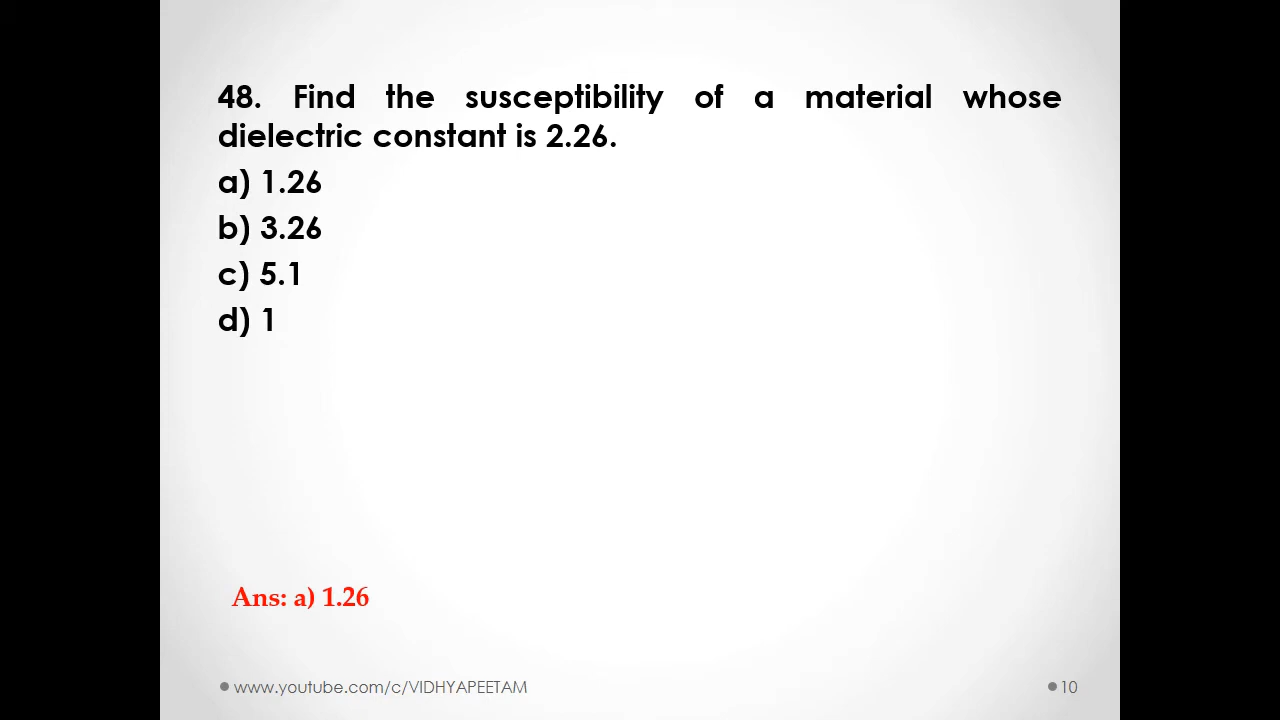 48. Find the susceptibility of a material whose
dielectric constant is 2.26.
a) 1.26
b) 3.26
c) 5.1
d) 1
Ans: a) 1.26
www.youtube.com/c/VIDHYAPEETAM
10